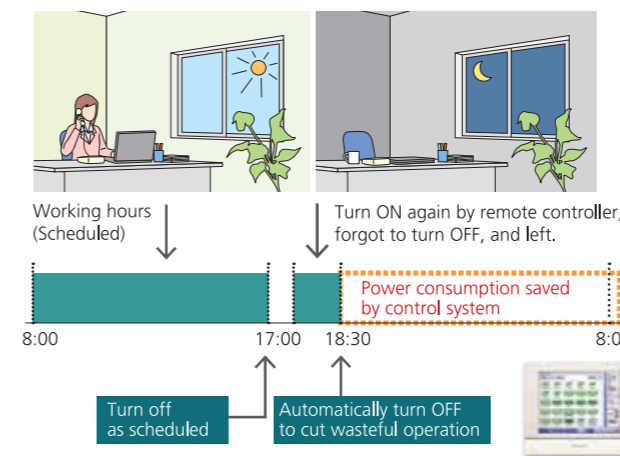 Working hours
(Scheduled)
Turn ON again by remote controller,
forgot to turn OFF, and left.
Power consumption saved
by control system
8:00
17:00
18:30
8:0
Turn off
as scheduled
Automatically turn OFF
to cut wasteful operation